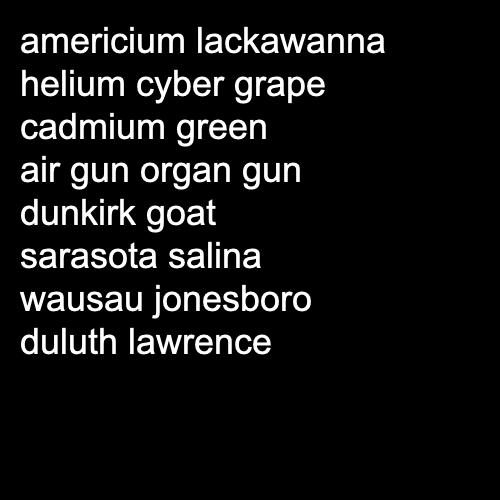 americium lackawanna
helium cyber grape
cadmium green
air gun organ gun
dunkirk goat
sarasota salina
wausau jonesboro
duluth lawrence